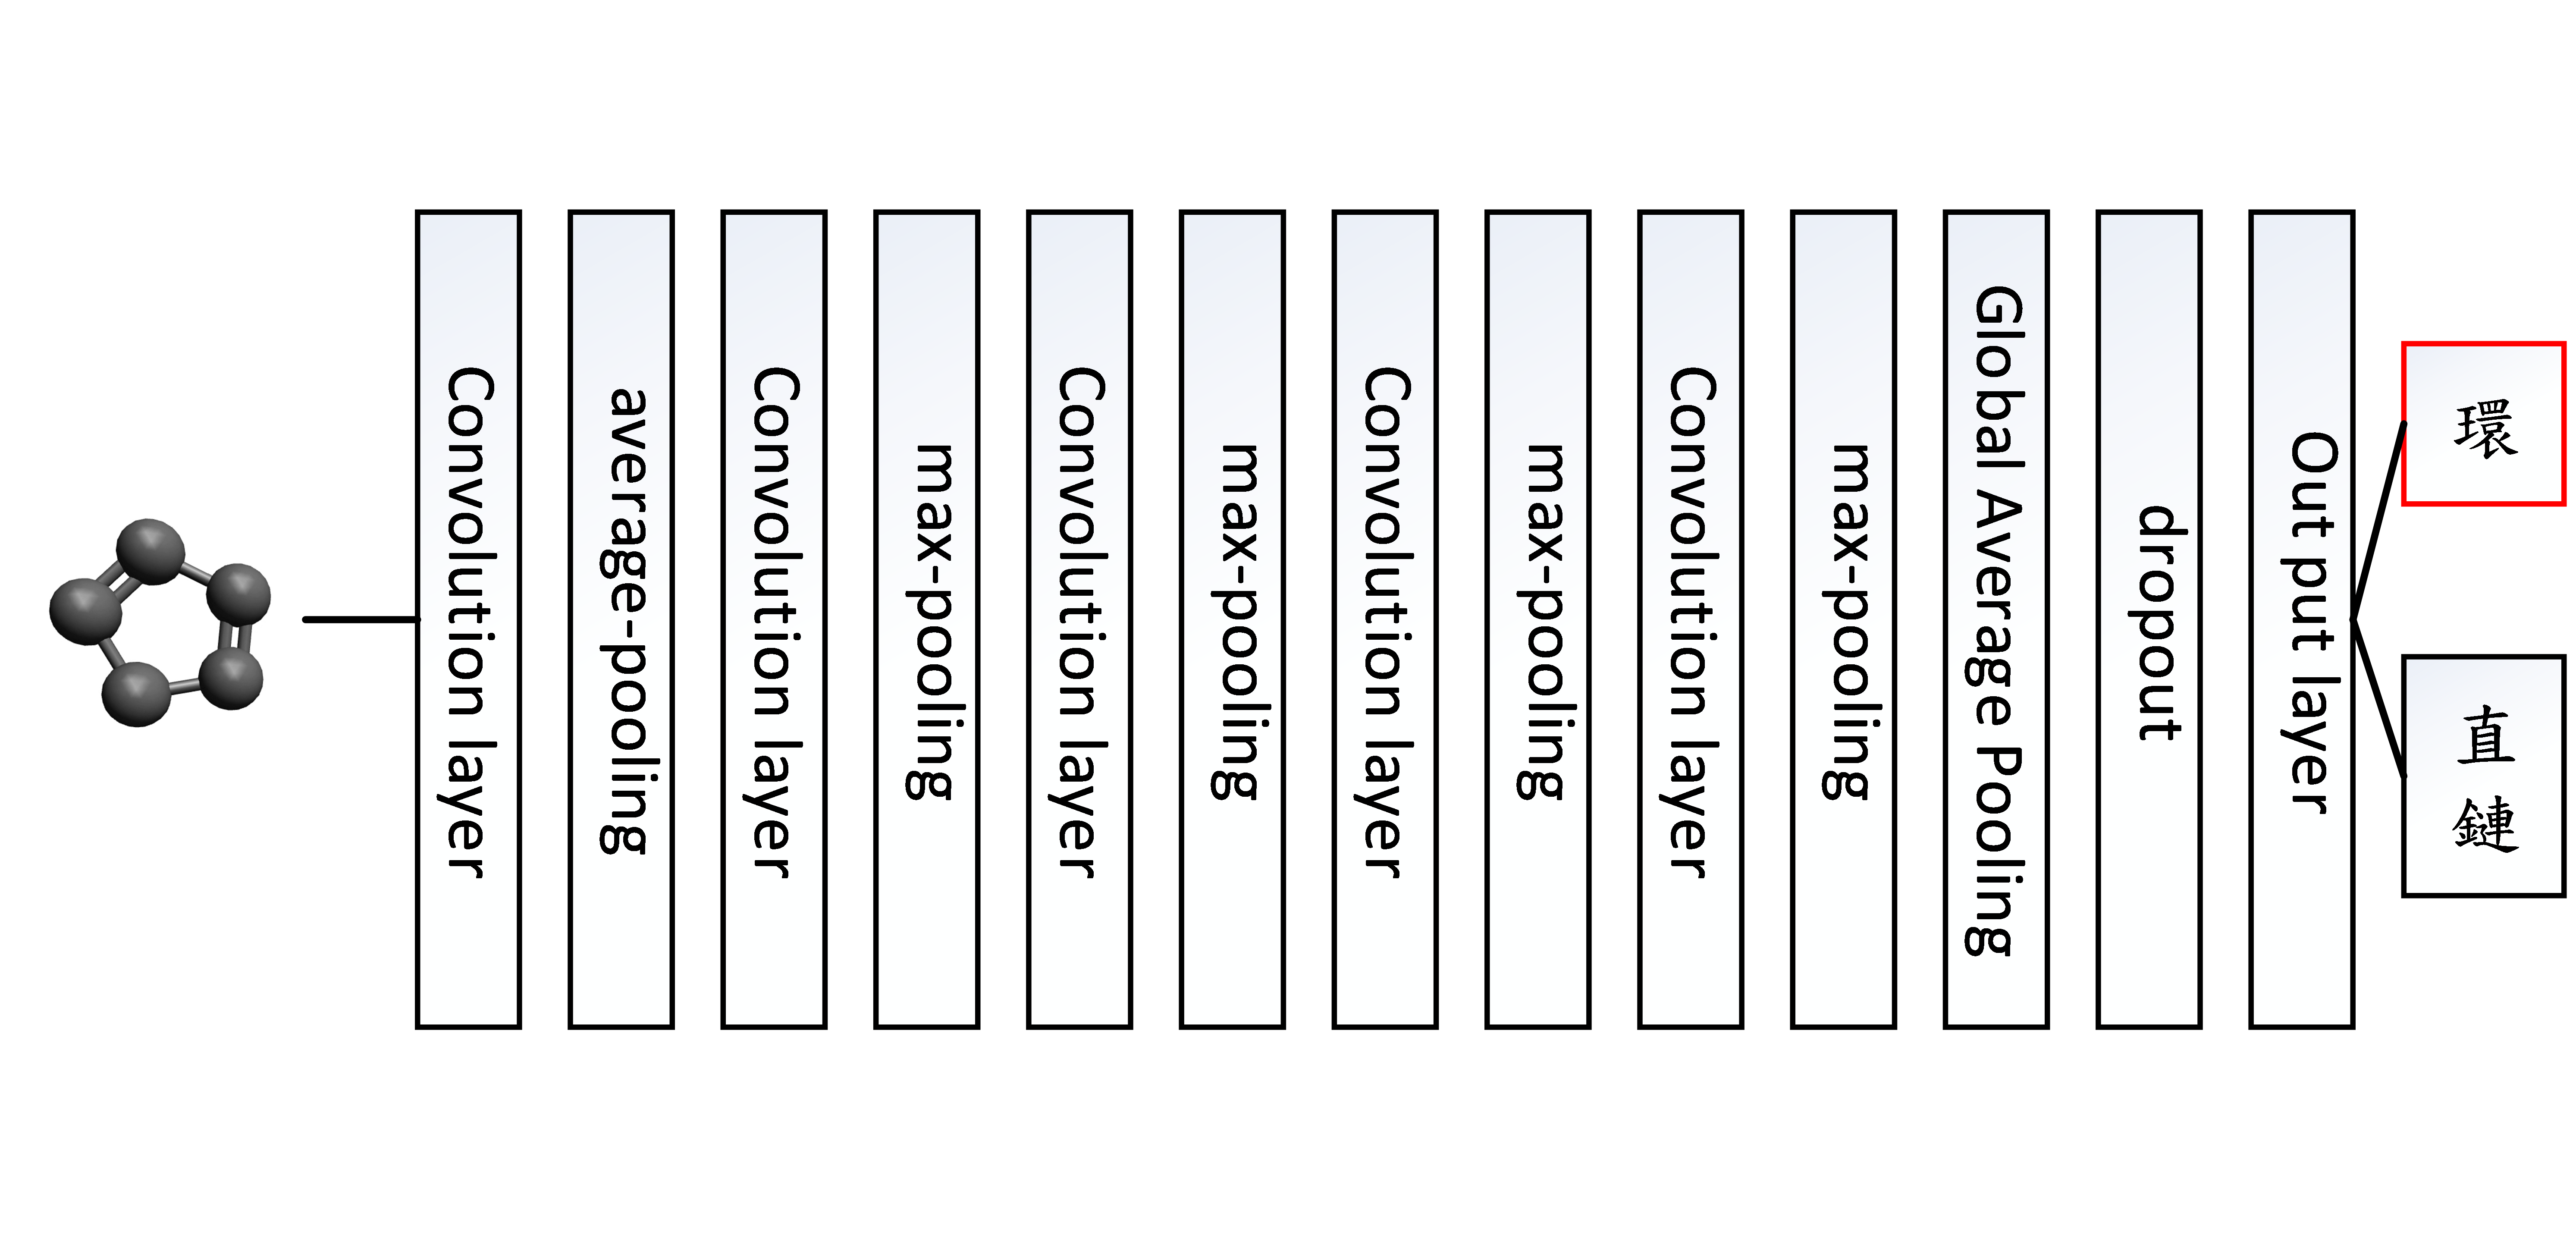 Convolution layer
average-pooling
Convolution layer
max-pooling
Convolution layer
max-pooling
Convolution layer
max-pooling
Convolution layer
max-pooling
Global Average Pooling
dropout
Out put layer
環
直
鏈